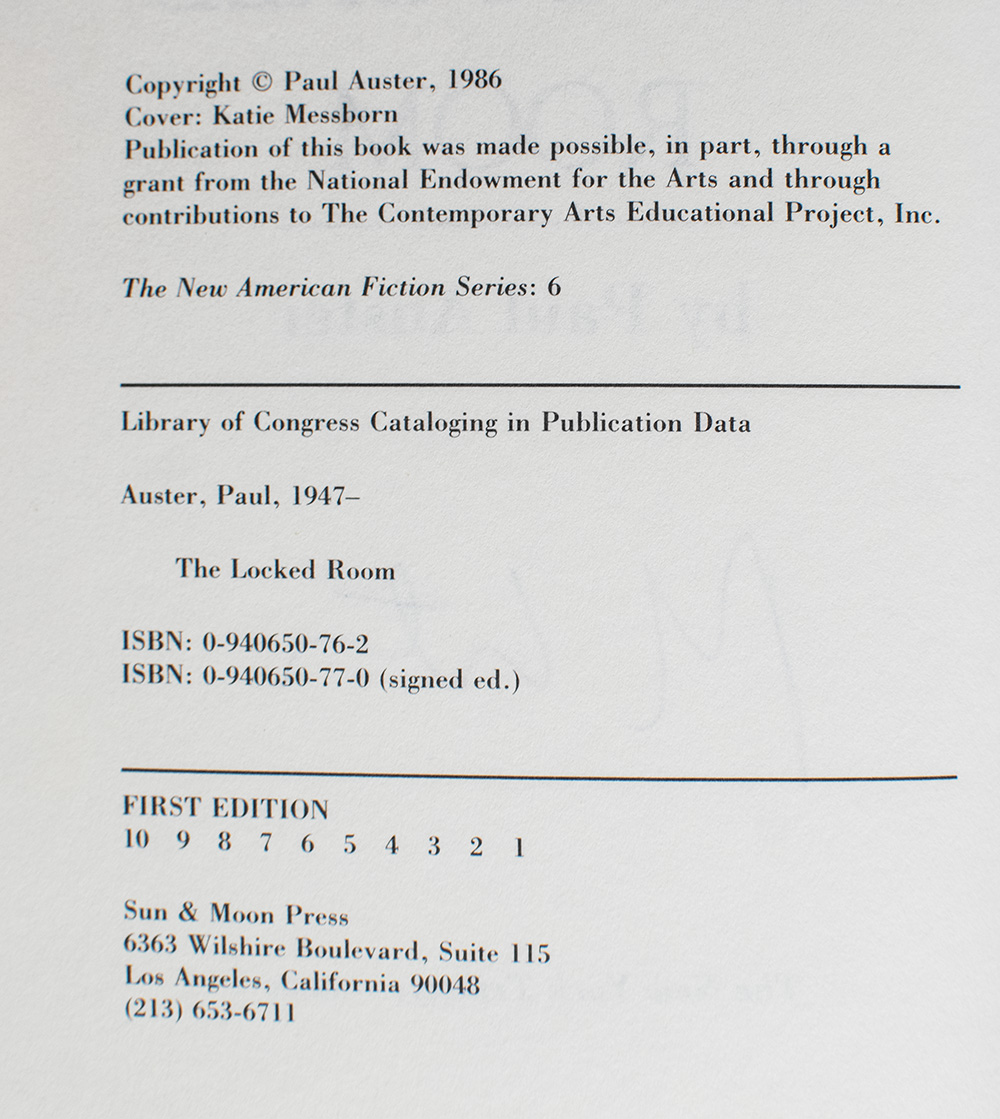 Copyright © Paul Auster, 1986
Cover: Katie Messborn
Publication of this book was made possible, in part, through a
grant from the National Endowment for the Arts and through
contributions to The Contemporary Arts Educational Project, Inc.
The New American Fiction Series: 6
Library of Congress Cataloging in Publication Data
Auster, Paul, 1947–
The Locked Room
ISBN: 0-940650-76-2
ISBN: 0-940650-77-0 (signed ed.)
FIRST EDITION
10 9 8 7 6 5 4 3 2 1
Sun & Moon Press
6363 Wilshire Boulevard, Suite 115
Los Angeles, California 90048
(213) 653-6711